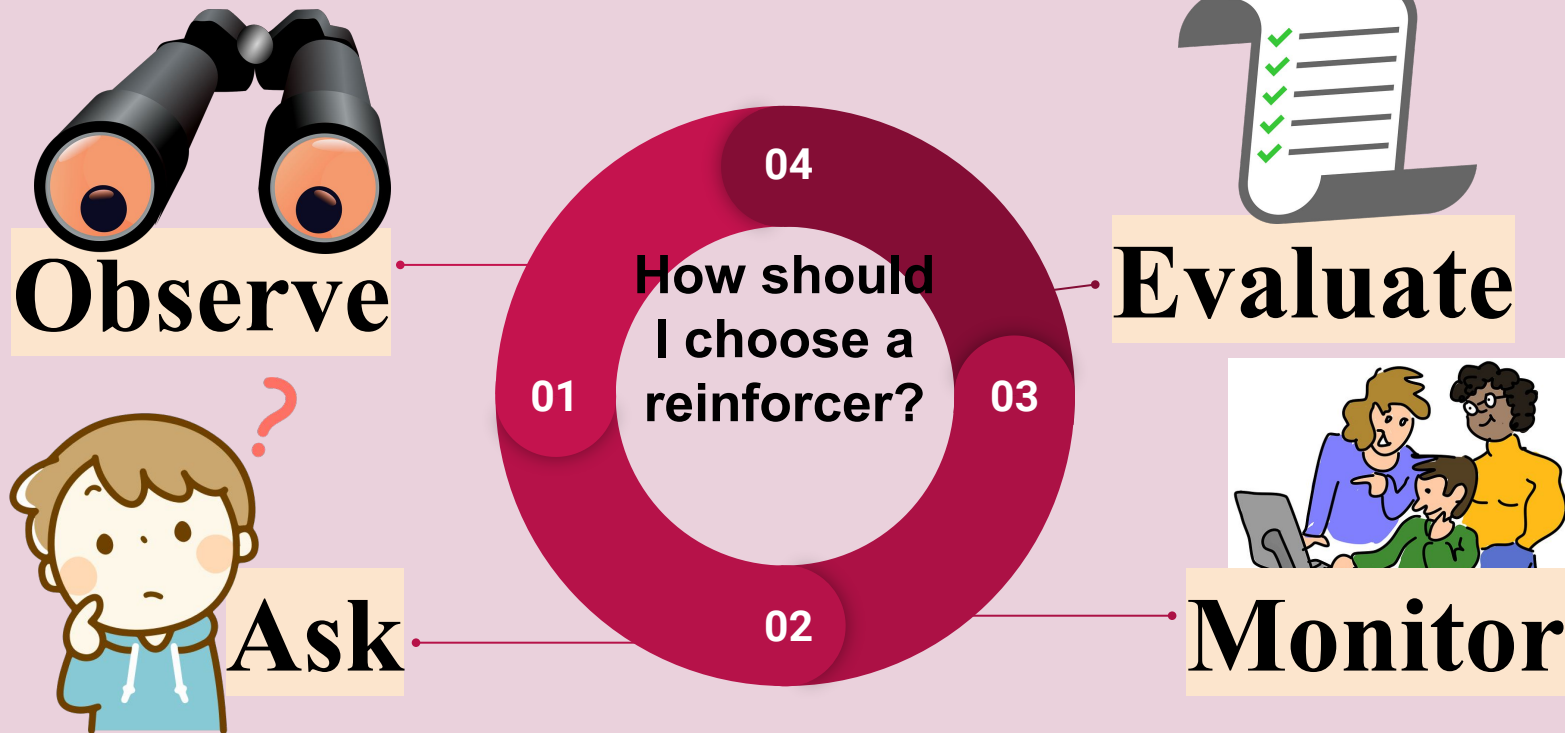 04
How should
I choose a
reinforcer?
01
03
02
Observe
Ask
Monitor
Evaluate
?